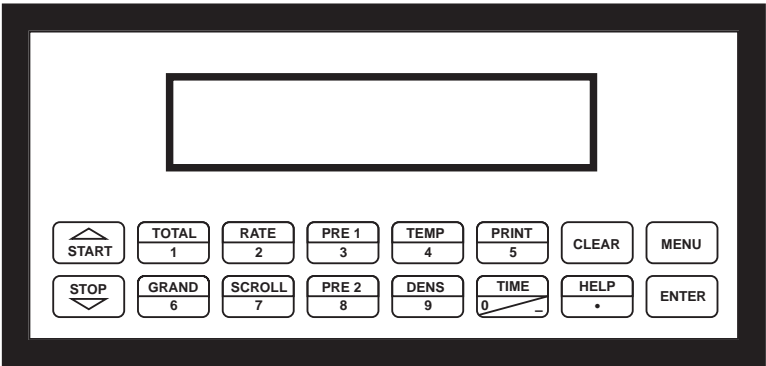 START
TOTAL 1
RATE 2
PRE 1 3
TEMP 4
PRINT 5
CLEAR
MENU
STOP
GRAND 6
SCROLL 7
PRE 2 8
DENS 9
TIME 0 –
HELP •
ENTER